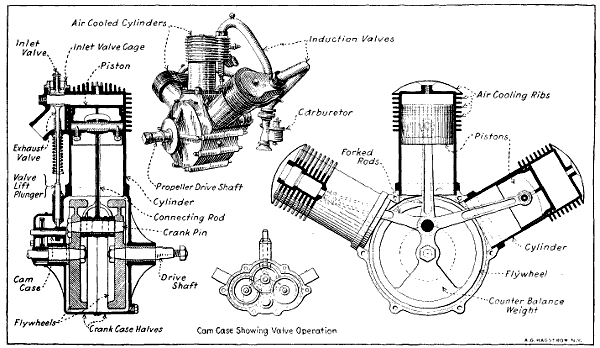 Air Cooled Cylinders
Inlet
Valve
Inlet Valve Cage
Piston
Induction Valves
Carburetor
Exhaust
Valve
Valve
Lift
Plunger
Propeller Drive Shaft
Cylinder
Connecting Rod
Crank Pin
Cam
Case
Drive
Shaft
Flywheels
Crank Case Halves
Cam Case Showing Valve Operation
Air Cooling Ribs
Pistons
Forked
Rods
Cylinder
Flywheel
Counter Balance
Weight
A.G. HAGSTROM N.Y.